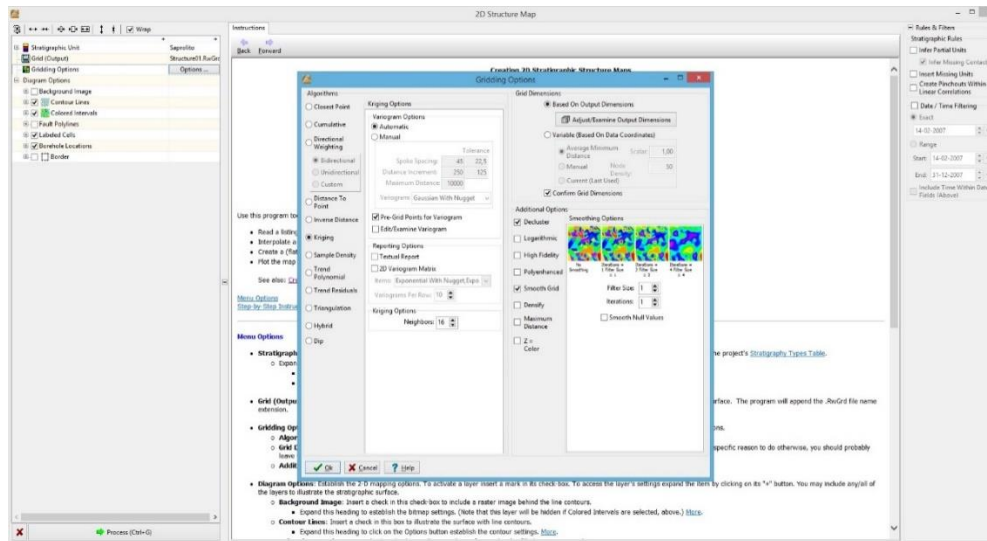 2D Structure Map
Wrap
Stratigraphic Unit
Saprolito
Grid (Output)
Structure01.RwGrd
Gridding Options
Options ...
Diagram Options
Background Image
Contour Lines
Colored Intervals
Fault Polylines
Labeled Cells
Borehole Locations
Border
Process (Ctrl+G)
Instructions
Back
Forward
Creating 2D Stratigraphic Structure Maps
Use this program to
Read a listing
Interpolate a
Create a (flat
Plot the map
See also:
Menu Options
Step-by-Step
Menu Options
the project's Stratigraphy Types Table.
Grid (Outpu
rface. The program will append the .RwGrd file name
extension.
Gridding Op
ons.
Algor
Grid D
specific reason to do otherwise, you should probably
leave
Addit
Diagram Options: Establish the 2-D mapping options. To activate a layer insert a mark in its check box. To access the layer's settings expand the item by clicking on its "+" button. You may include any/all of
the layers to illustrate the stratigraphic surface.
Background Image: Insert a check in this check-box to include a raster image behind the line contours.
Expand this heading to establish the bitmap settings. (Note that this layer will be hidden if Colored Intervals are selected, above.) More.
Contour Lines: Insert a check in this box to illustrate the surface with line contours.
Expand this heading to click on the Options button establish the contour settings. More.
Gridding Options
Algorithms
Closest Point
Cumulative
Directional
Weighting
Bidirectional
Unidirectional
Custom
Distance To
Point
Inverse Distance
Kriging
Sample Density
Trend
Polynomial
Trend Residuals
Triangulation
Hybrid
Dip
Kriging Options
Variogram Options
Automatic
Manual
Tolerance
Spoke Spacing: 45 22,5
Distance Increment: 250 125
Maximum Distance: 10000
Variogram: Gaussian With Nugget
Pre-Grid Points for Variogram
Edit/Examine Variogram
Reporting Options
Textual Report
2D Variogram Matrix
Items: Exponential With Nugget,Expo
Variograms Per Row: 10
Kriging Options
Neighbors: 16
Grid Dimensions
Based On Output Dimensions
Adjust/Examine Output Dimensions
Variable (Based On Data Coordinates)
Average Minimum
Distance
Scalar: 1,00
Manual
Node
Density: 50
Current (Last Used)
Confirm Grid Dimensions
Additional Options
Decluster
Logarithmic
High Fidelity
Polyenhanced
Smooth Grid
Densify
Maximum
Distance
Z =
Color
Smoothing Options
No
Smoothing
Filter Size: 1
Iterations: 1
Smooth Null Values
Ok
Cancel
Help
Rules & Filters
Stratigraphic Rules
Infer Partial Units
Infer Missing Contact
Insert Missing Units
Create Pinchouts Within
Linear Correlations
Date / Time Filtering
Exact
14-02-2007
Range
Start: 14-02-2007
End: 31-12-2007
Include Time Within Date
Fields (Above)